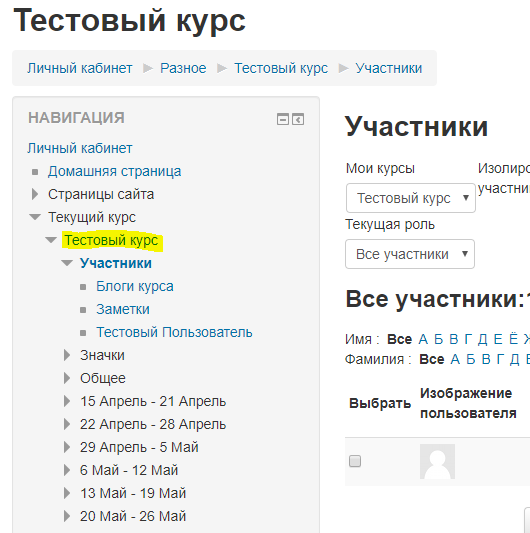 Тестовый курс
Личный кабинет ► Разное ► Тестовый курс ► Участники
НАВИГАЦИЯ
Личный кабинет
Домашняя страница
Страницы сайта
Текущий курс
Тестовый курс
Участники
Блоги курса
Заметки
Тестовый Пользователь
Значки
Общее
15 Апрель - 21 Апрель
22 Апрель - 28 Апрель
29 Апрель - 5 Май
6 Май - 12 Май
13 Май - 19 Май
20 Май - 26 Май
Участники
Мои курсы
Тестовый курс
Текущая роль
Все участники
Все участники:
Имя : Все А Б В Г Д Е Ё
Фамилия : Все А Б В Г Д
Выбрать
Изображение
пользователя